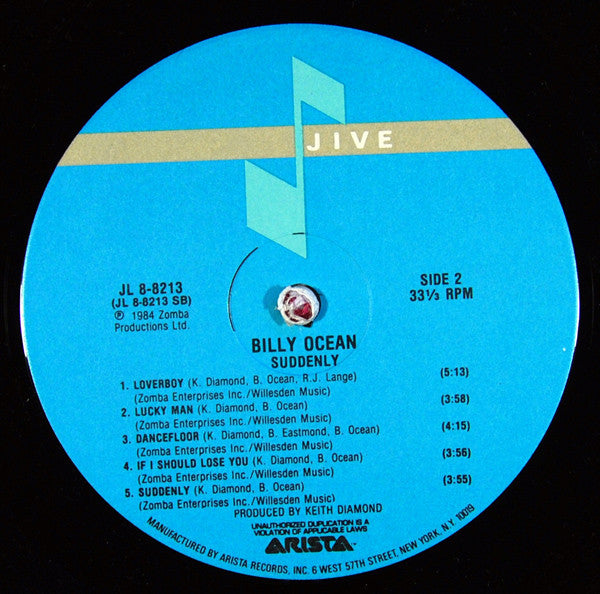 JIVE
JL 8-8213
(JL 8-8213 SB)
℗ 1984 Zomba
Productions Ltd.
SIDE 2
33⅓ RPM
BILLY OCEAN
SUDDENLY
1. LOVERBOY (K. Diamond, B. Ocean, R.J. Lange) (5:13)
(Zomba Enterprises Inc./Willesden Music)
2. LUCKY MAN (K. Diamond, B. Ocean) (3:58)
(Zomba Enterprises Inc./Willesden Music)
3. DANCEFLOOR (K. Diamond, B. Eastmond, B. Ocean) (4:15)
(Zomba Enterprises Inc./Willesden Music)
4. IF I SHOULD LOSE YOU (K. Diamond, B. Ocean) (3:56)
(Zomba Enterprises Inc./Willesden Music)
5. SUDDENLY (K. Diamond, B. Ocean) (3:55)
(Zomba Enterprises Inc./Willesden Music)
PRODUCED BY KEITH DIAMOND
UNAUTHORIZED DUPLICATION IS A
VIOLATION OF APPLICABLE LAWS
ARISTA™
MANUFACTURED BY ARISTA RECORDS, INC. 6 WEST 57TH STREET, NEW YORK, N.Y. 10019